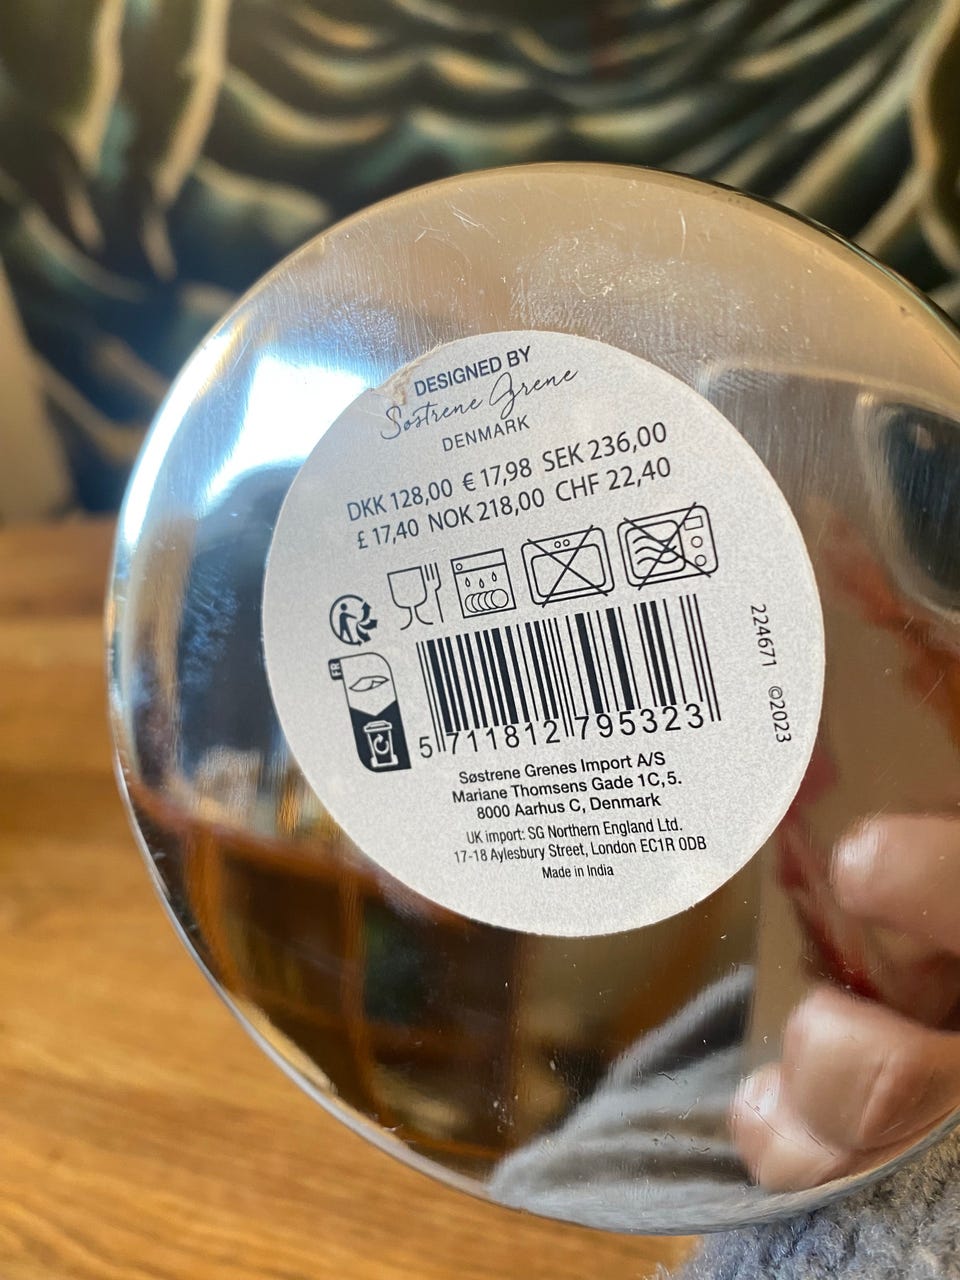 DESIGNED BY
Søstrene Grene
DENMARK
DKK 128,00 € 17,98 SEK 236,00
£ 17,40 NOK 218,00 CHF 22,40
FR
5 711812 795323
224671 ©2023
Søstrene Grenes Import A/S
Mariane Thomsens Gade 1C, 5.
8000 Aarhus C, Denmark
UK import: SG Northern England Ltd.
17-18 Aylesbury Street, London EC1R 0DB
Made in India